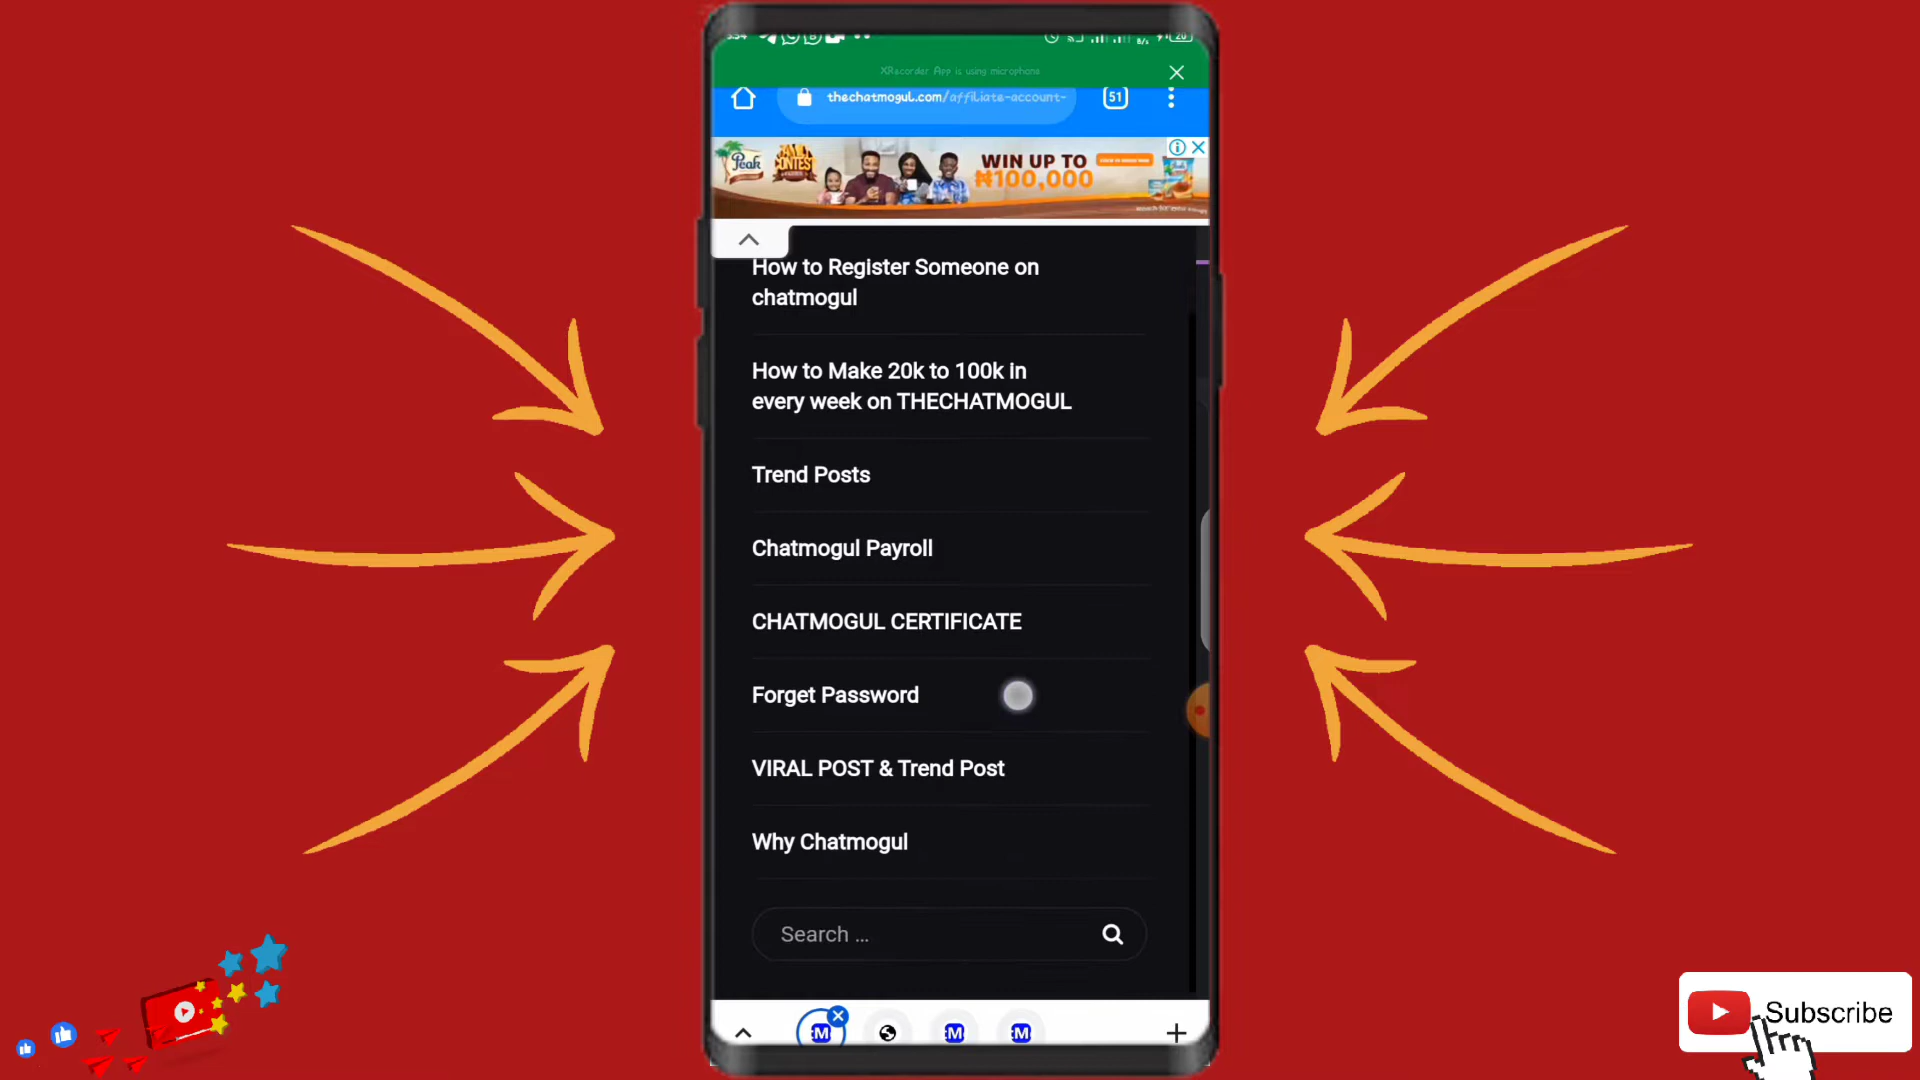 XRecorder App is using microphone
thechatmogul.com/affiliate-account-
51
Peak
FAMILY CONTEST
WIN UP TO
₦100,000
How to Register Someone on
chatmogul
How to Make 20k to 100k in
every week on THECHATMOGUL
Trend Posts
Chatmogul Payroll
CHATMOGUL CERTIFICATE
Forget Password
VIRAL POST & Trend Post
Why Chatmogul
Search ...
Subscribe